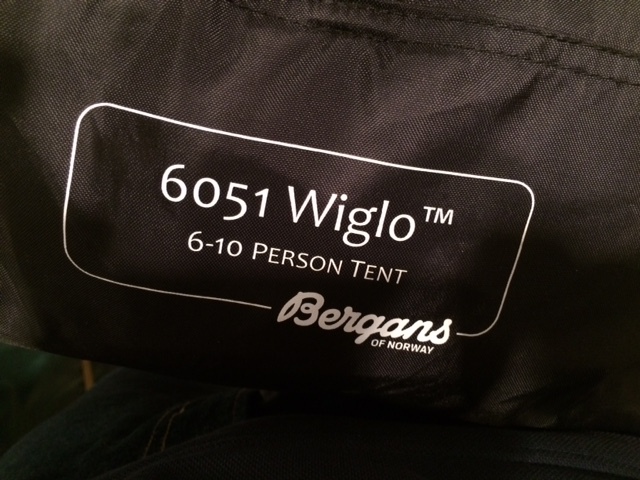 6051 Wiglo™
6-10 PERSON TENT
Bergans
OF NORWAY